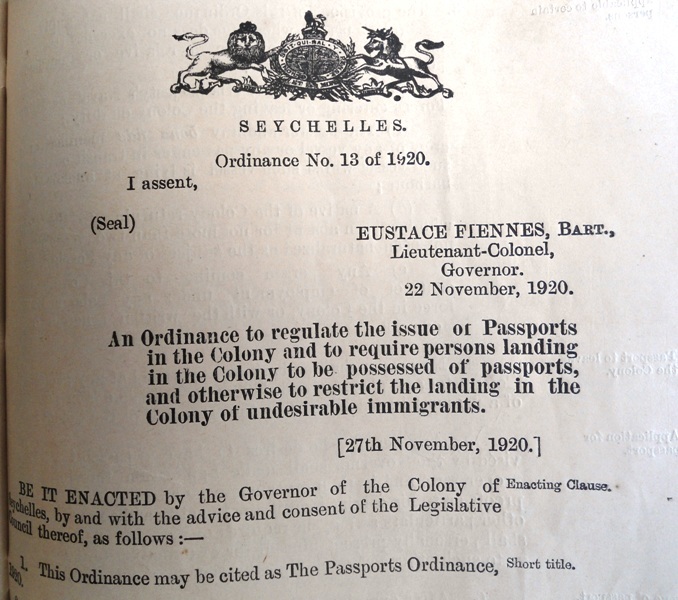 SEYCHELLES.
Ordinance No. 13 of 1920.
I assent,
(Seal)
EUSTACE FIENNES, BART.,
Lieutenant-Colonel,
Governor.
22 November, 1920.
An Ordinance to regulate the issue of Passports
in the Colony and to require persons landing
in the Colony to be possessed of passports,
and otherwise to restrict the landing in the
Colony of undesirable immigrants.
[27th November, 1920.]
BE IT ENACTED by the Governor of the Colony of Enacting Clause.
Seychelles, by and with the advice and consent of the Legislative
Council thereof, as follows :—
1. This Ordinance may be cited as The Passports Ordinance, Short title.
1920.